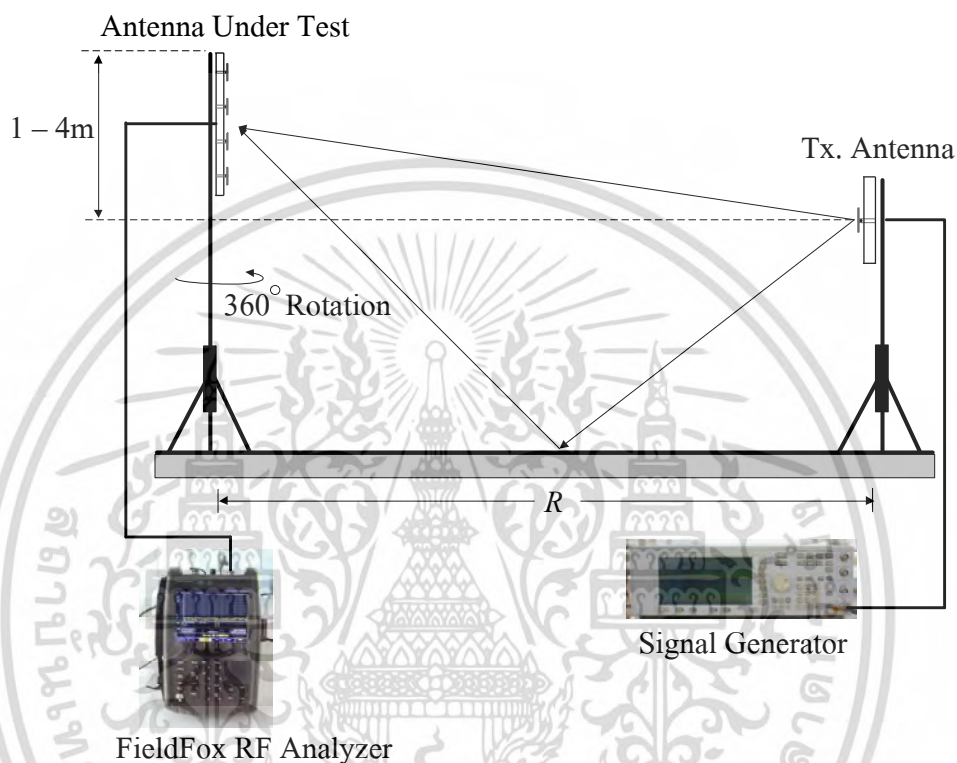 Antenna Under Test
1 – 4m
Tx. Antenna
360° Rotation
R
Signal Generator
FieldFox RF Analyzer